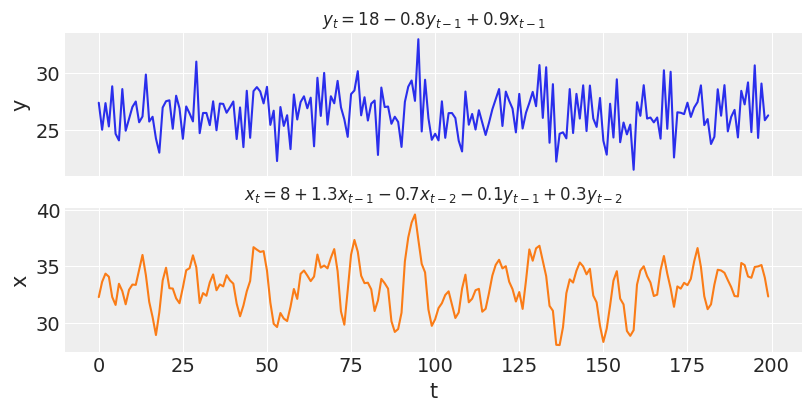 y_t = 18 − 0.8y_{t−1} + 0.9x_{t−1}
30
25
y
x_t = 8 + 1.3x_{t−1} − 0.7x_{t−2} − 0.1y_{t−1} + 0.3y_{t−2}
40
35
30
x
0 25 50 75 100 125 150 175 200
t